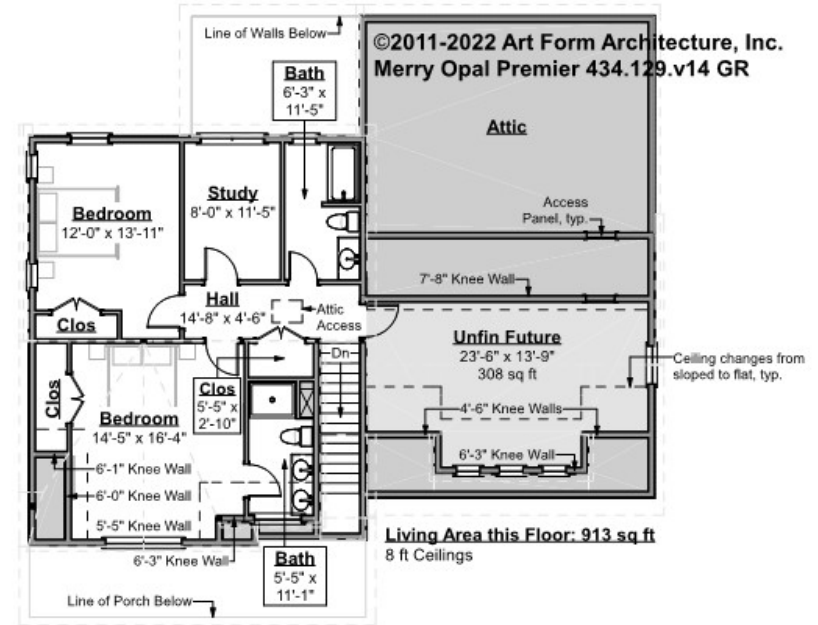 Line of Walls Below
©2011-2022 Art Form Architecture, Inc.
Merry Opal Premier 434.129.v14 GR
Bath
6'-3" x
11'-5"
Attic
Study
8'-0" x 11'-5"
Bedroom
12'-0" x 13'-11"
Access
Panel, typ.
7'-8" Knee Wall
Hall
14'-8" x 4'-6"
Attic
Access
Clos
Unfin Future
23'-6" x 13'-9"
308 sq ft
Dn
Ceiling changes from
sloped to flat, typ.
Clos
Clos
5'-5" x
2'-10"
Bedroom
14'-5" x 16'-4"
4'-6" Knee Walls
6'-3" Knee Wall
6'-1" Knee Wall
6'-0" Knee Wall
5'-5" Knee Wall
6'-3" Knee Wall
Bath
5'-5" x
11'-1"
Living Area this Floor: 913 sq ft
8 ft Ceilings
Line of Porch Below